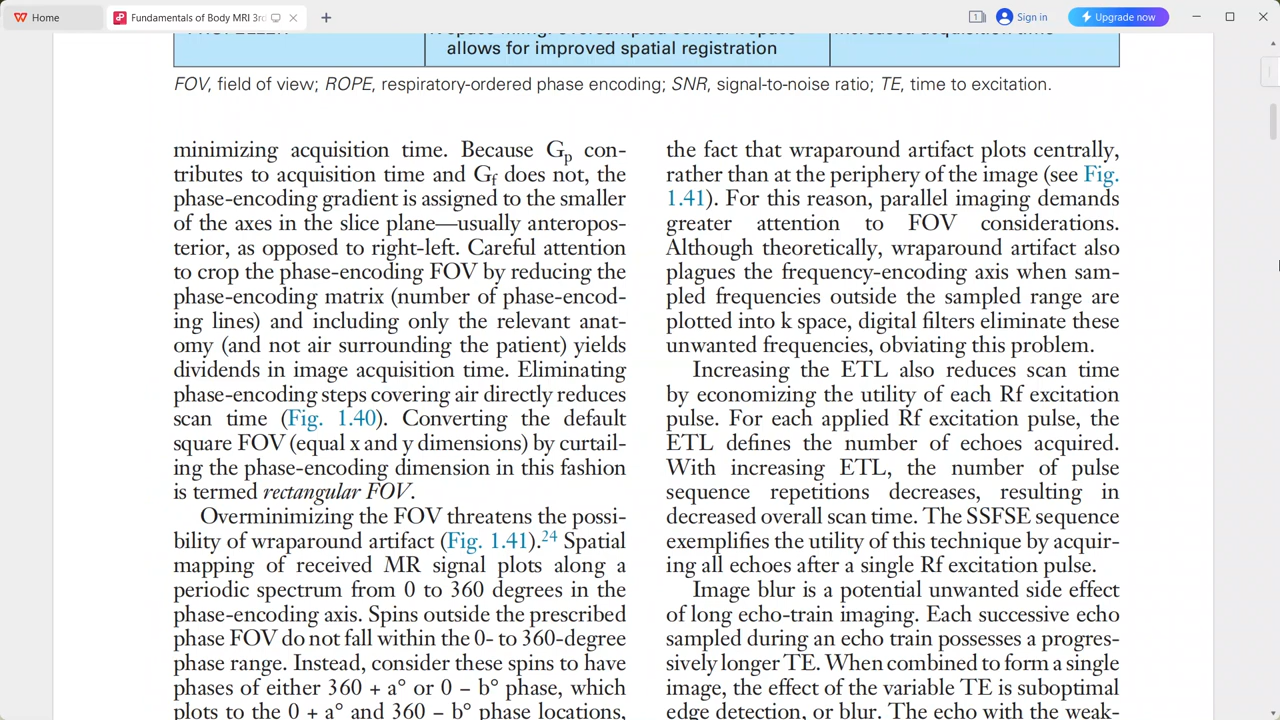 Home
Fundamentals of Body MRI 3rd
Sign in
Upgrade now
allows for improved spatial registration
FOV, field of view; ROPE, respiratory-ordered phase encoding; SNR, signal-to-noise ratio; TE, time to excitation.
minimizing acquisition time. Because Gp con-
tributes to acquisition time and Gf does not, the
phase-encoding gradient is assigned to the smaller
of the axes in the slice plane—usually anteropos-
terior, as opposed to right-left. Careful attention
to crop the phase-encoding FOV by reducing the
phase-encoding matrix (number of phase-encod-
ing lines) and including only the relevant anat-
omy (and not air surrounding the patient) yields
dividends in image acquisition time. Eliminating
phase-encoding steps covering air directly reduces
scan time (Fig. 1.40). Converting the default
square FOV (equal x and y dimensions) by curtail-
ing the phase-encoding dimension in this fashion
is termed rectangular FOV.
Overminimizing the FOV threatens the possi-
bility of wraparound artifact (Fig. 1.41).24 Spatial
mapping of received MR signal plots along a
periodic spectrum from 0 to 360 degrees in the
phase-encoding axis. Spins outside the prescribed
phase FOV do not fall within the 0- to 360-degree
phase range. Instead, consider these spins to have
phases of either 360 + a° or 0 – b° phase, which
plots to the 0 + a° and 360 – b° phase locations,
the fact that wraparound artifact plots centrally,
rather than at the periphery of the image (see Fig.
1.41). For this reason, parallel imaging demands
greater attention to FOV considerations.
Although theoretically, wraparound artifact also
plagues the frequency-encoding axis when sam-
pled frequencies outside the sampled range are
plotted into k space, digital filters eliminate these
unwanted frequencies, obviating this problem.
Increasing the ETL also reduces scan time
by economizing the utility of each Rf excitation
pulse. For each applied Rf excitation pulse, the
ETL defines the number of echoes acquired.
With increasing ETL, the number of pulse
sequence repetitions decreases, resulting in
decreased overall scan time. The SSFSE sequence
exemplifies the utility of this technique by acquir-
ing all echoes after a single Rf excitation pulse.
Image blur is a potential unwanted side effect
of long echo-train imaging. Each successive echo
sampled during an echo train possesses a progres-
sively longer TE. When combined to form a single
image, the effect of the variable TE is suboptimal
edge detection, or blur. The echo with the weak-